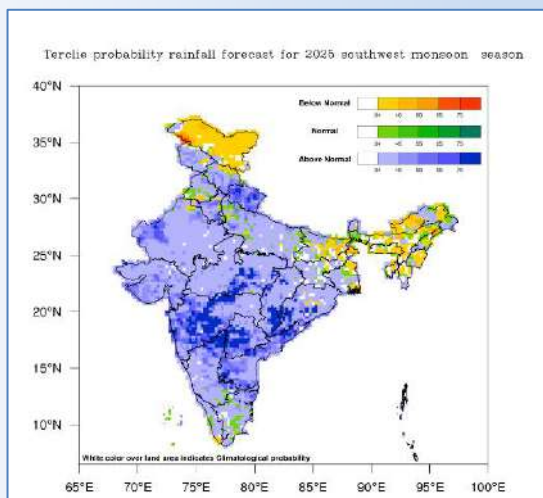 Terclie probability rainfall forecast for 2025 southwest monsoon season
40°N
35°N
30°N
25°N
20°N
15°N
10°N
Below Normal
Normal
Above Normal
White color over land area indicates Climatological probability
65°E 70°E 75°E 80°E 85°E 90°E 95°E 100°E